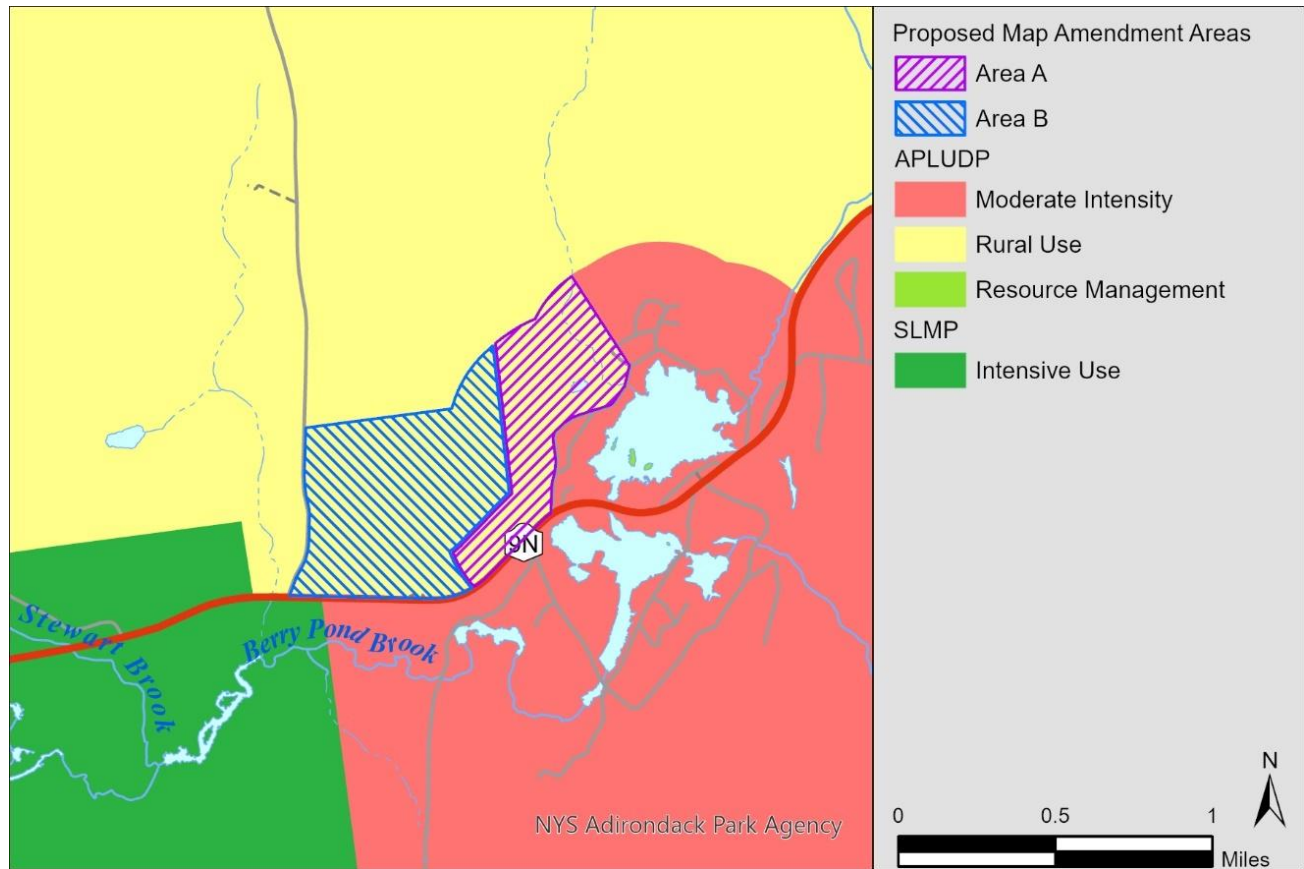 9N
Stewart Brook
Berry Pond Brook
NYS Adirondack Park Agency
Proposed Map Amendment Areas
Area A
Area B
APLUDP
Moderate Intensity
Rural Use
Resource Management
SLMP
Intensive Use
N
0 0.5 1
Miles